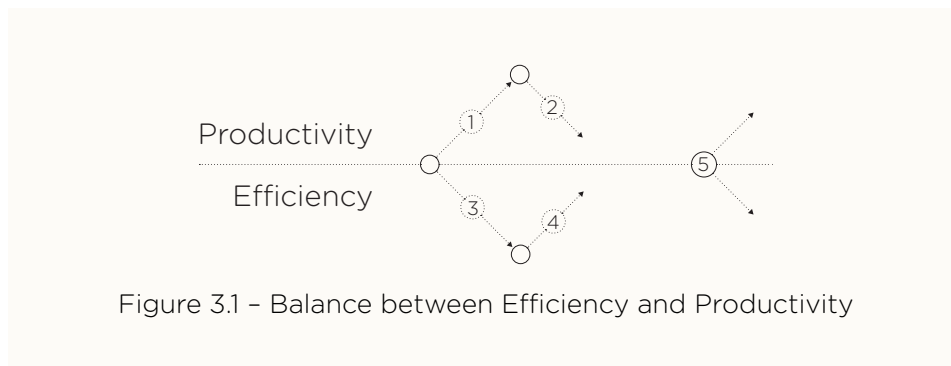 1
2
Productivity
5
Efficiency
3
4
Figure 3.1 – Balance between Efficiency and Productivity